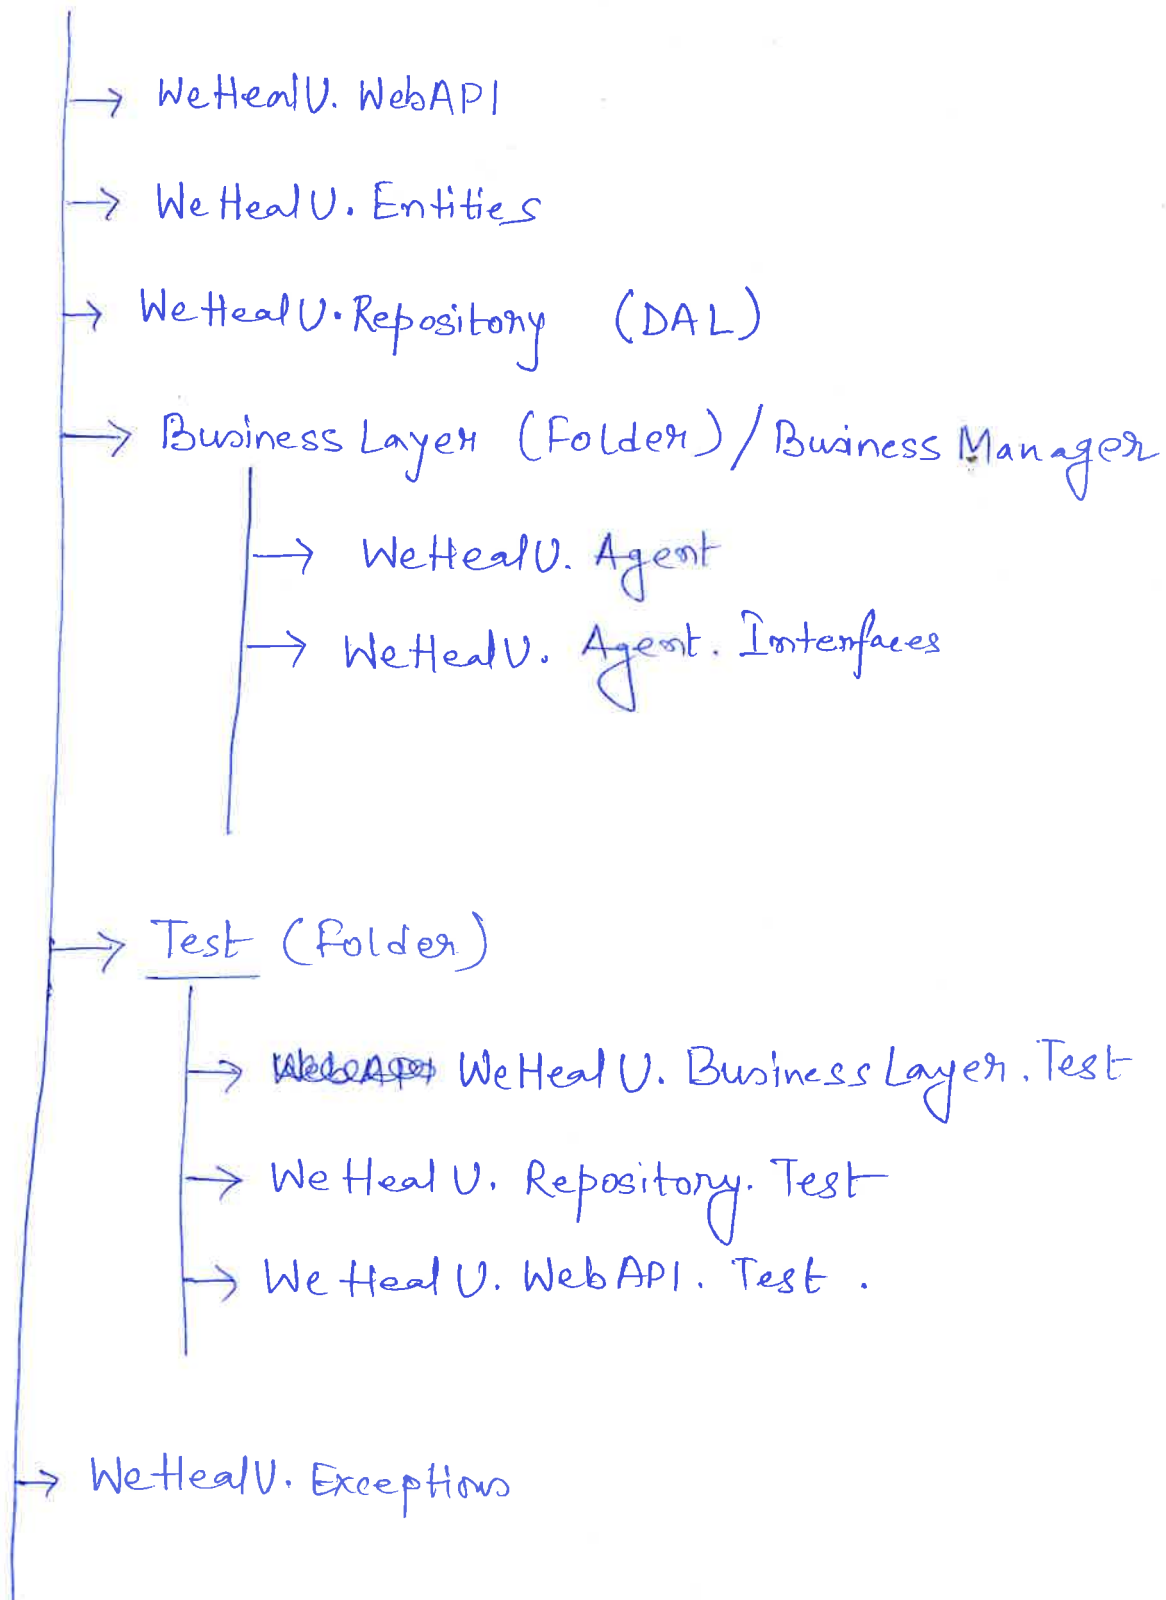 WeHealU. WebAPI
WeHealU. Entities
WeHealU. Repository (DAL)
Business Layer (Folder) / Business Manager
WeHealU. Agent
WeHealU. Agent. Interfaces
Test (Folder)
WeHealU. Business Layer. Test
WeHealU. Repository. Test
WeHealU. WebAPI. Test .
WeHealU. Exceptions